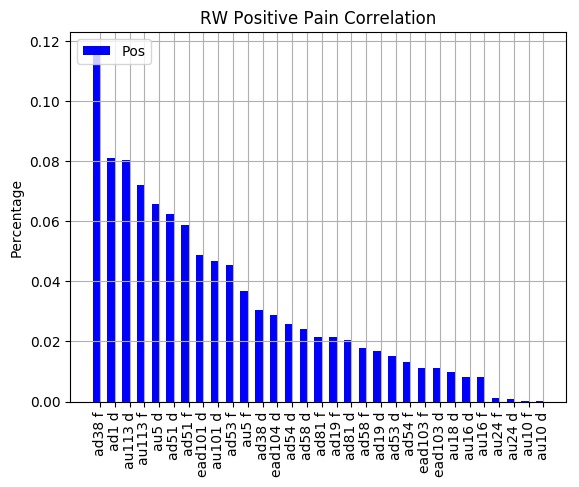 RW Positive Pain Correlation
Pos
Percentage
0.12
0.10
0.08
0.06
0.04
0.02
0.00
ad38 f
ad1 d
au113 d
au113 f
au5 d
ad51 d
ad51 f
ead101 d
au101 d
ad53 f
au5 f
ad38 d
ead104 d
ad54 d
ad58 d
ad81 f
ad19 f
ad81 d
ad58 f
ad19 d
ad53 d
ad54 f
ead103 f
ead103 d
au18 d
au16 d
au16 f
au24 f
au24 d
au10 f
au10 d